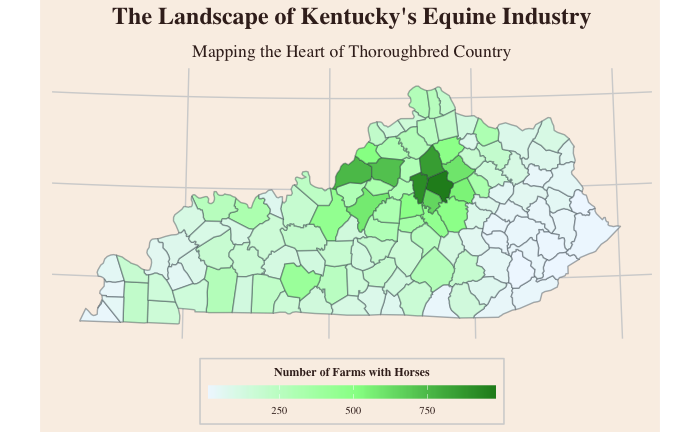 The Landscape of Kentucky's Equine Industry
Mapping the Heart of Thoroughbred Country
Number of Farms with Horses
250 500 750